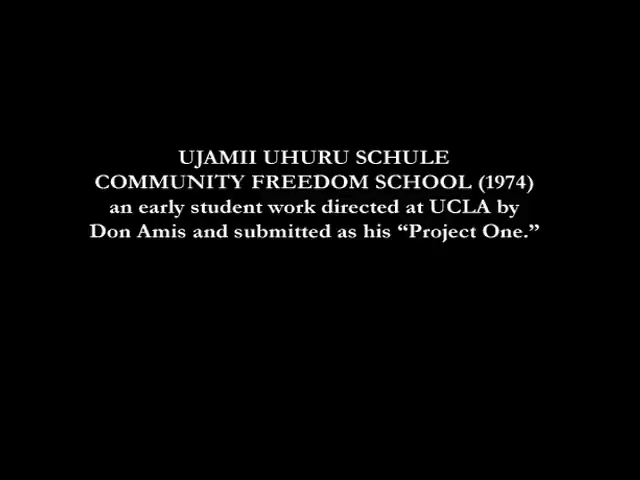 UJAMII UHURU SCHULE
COMMUNITY FREEDOM SCHOOL (1974)
an early student work directed at UCLA by
Don Amis and submitted as his “Project One.”